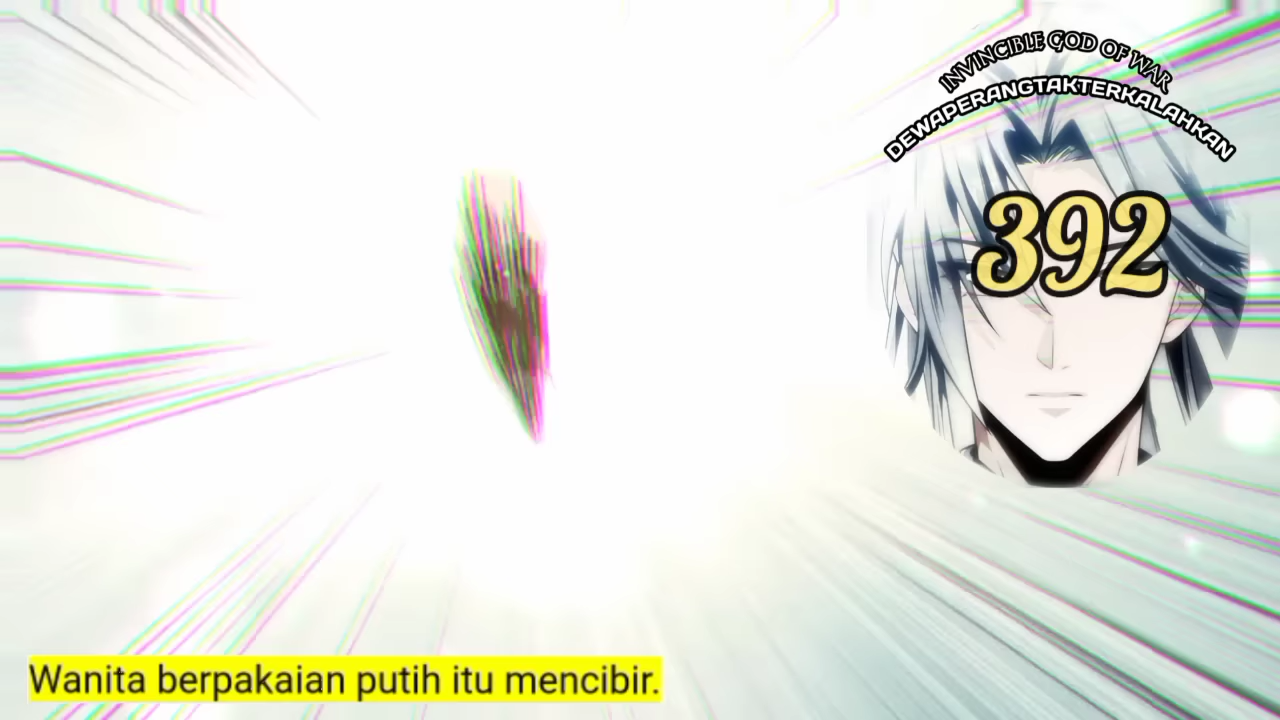 INVINCIBLE GOD OF WAR
DEWAPERANGTAKTERKALAHKAN
392
Wanita berpakaian putih itu mencibir.